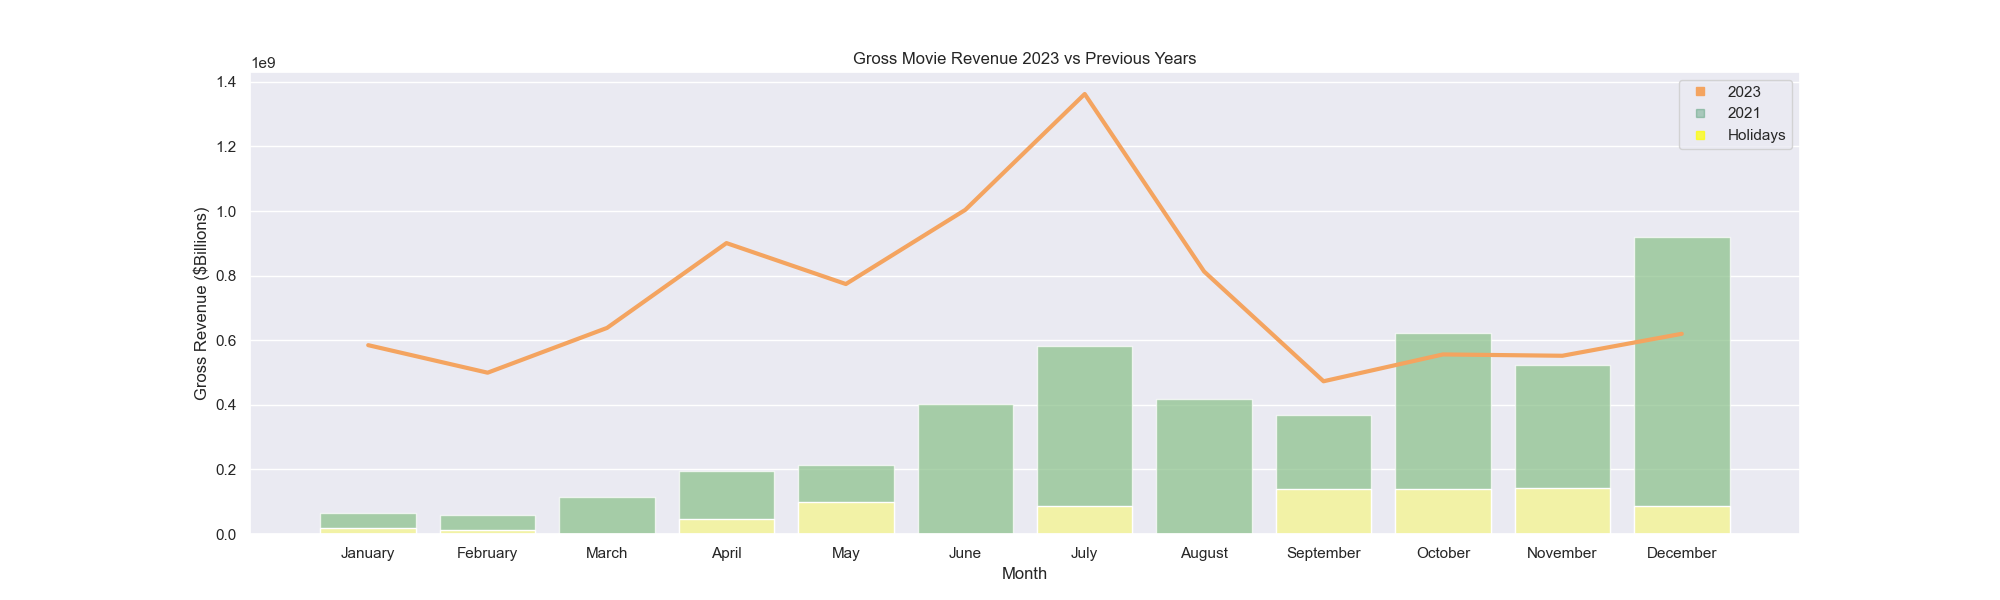 Gross Movie Revenue 2023 vs Previous Years
1e9
1.4
1.2
1.0
0.8
0.6
0.4
0.2
0.0
Gross Revenue ($Billions)
2023
2021
Holidays
January February March April May June July August September October November December
Month